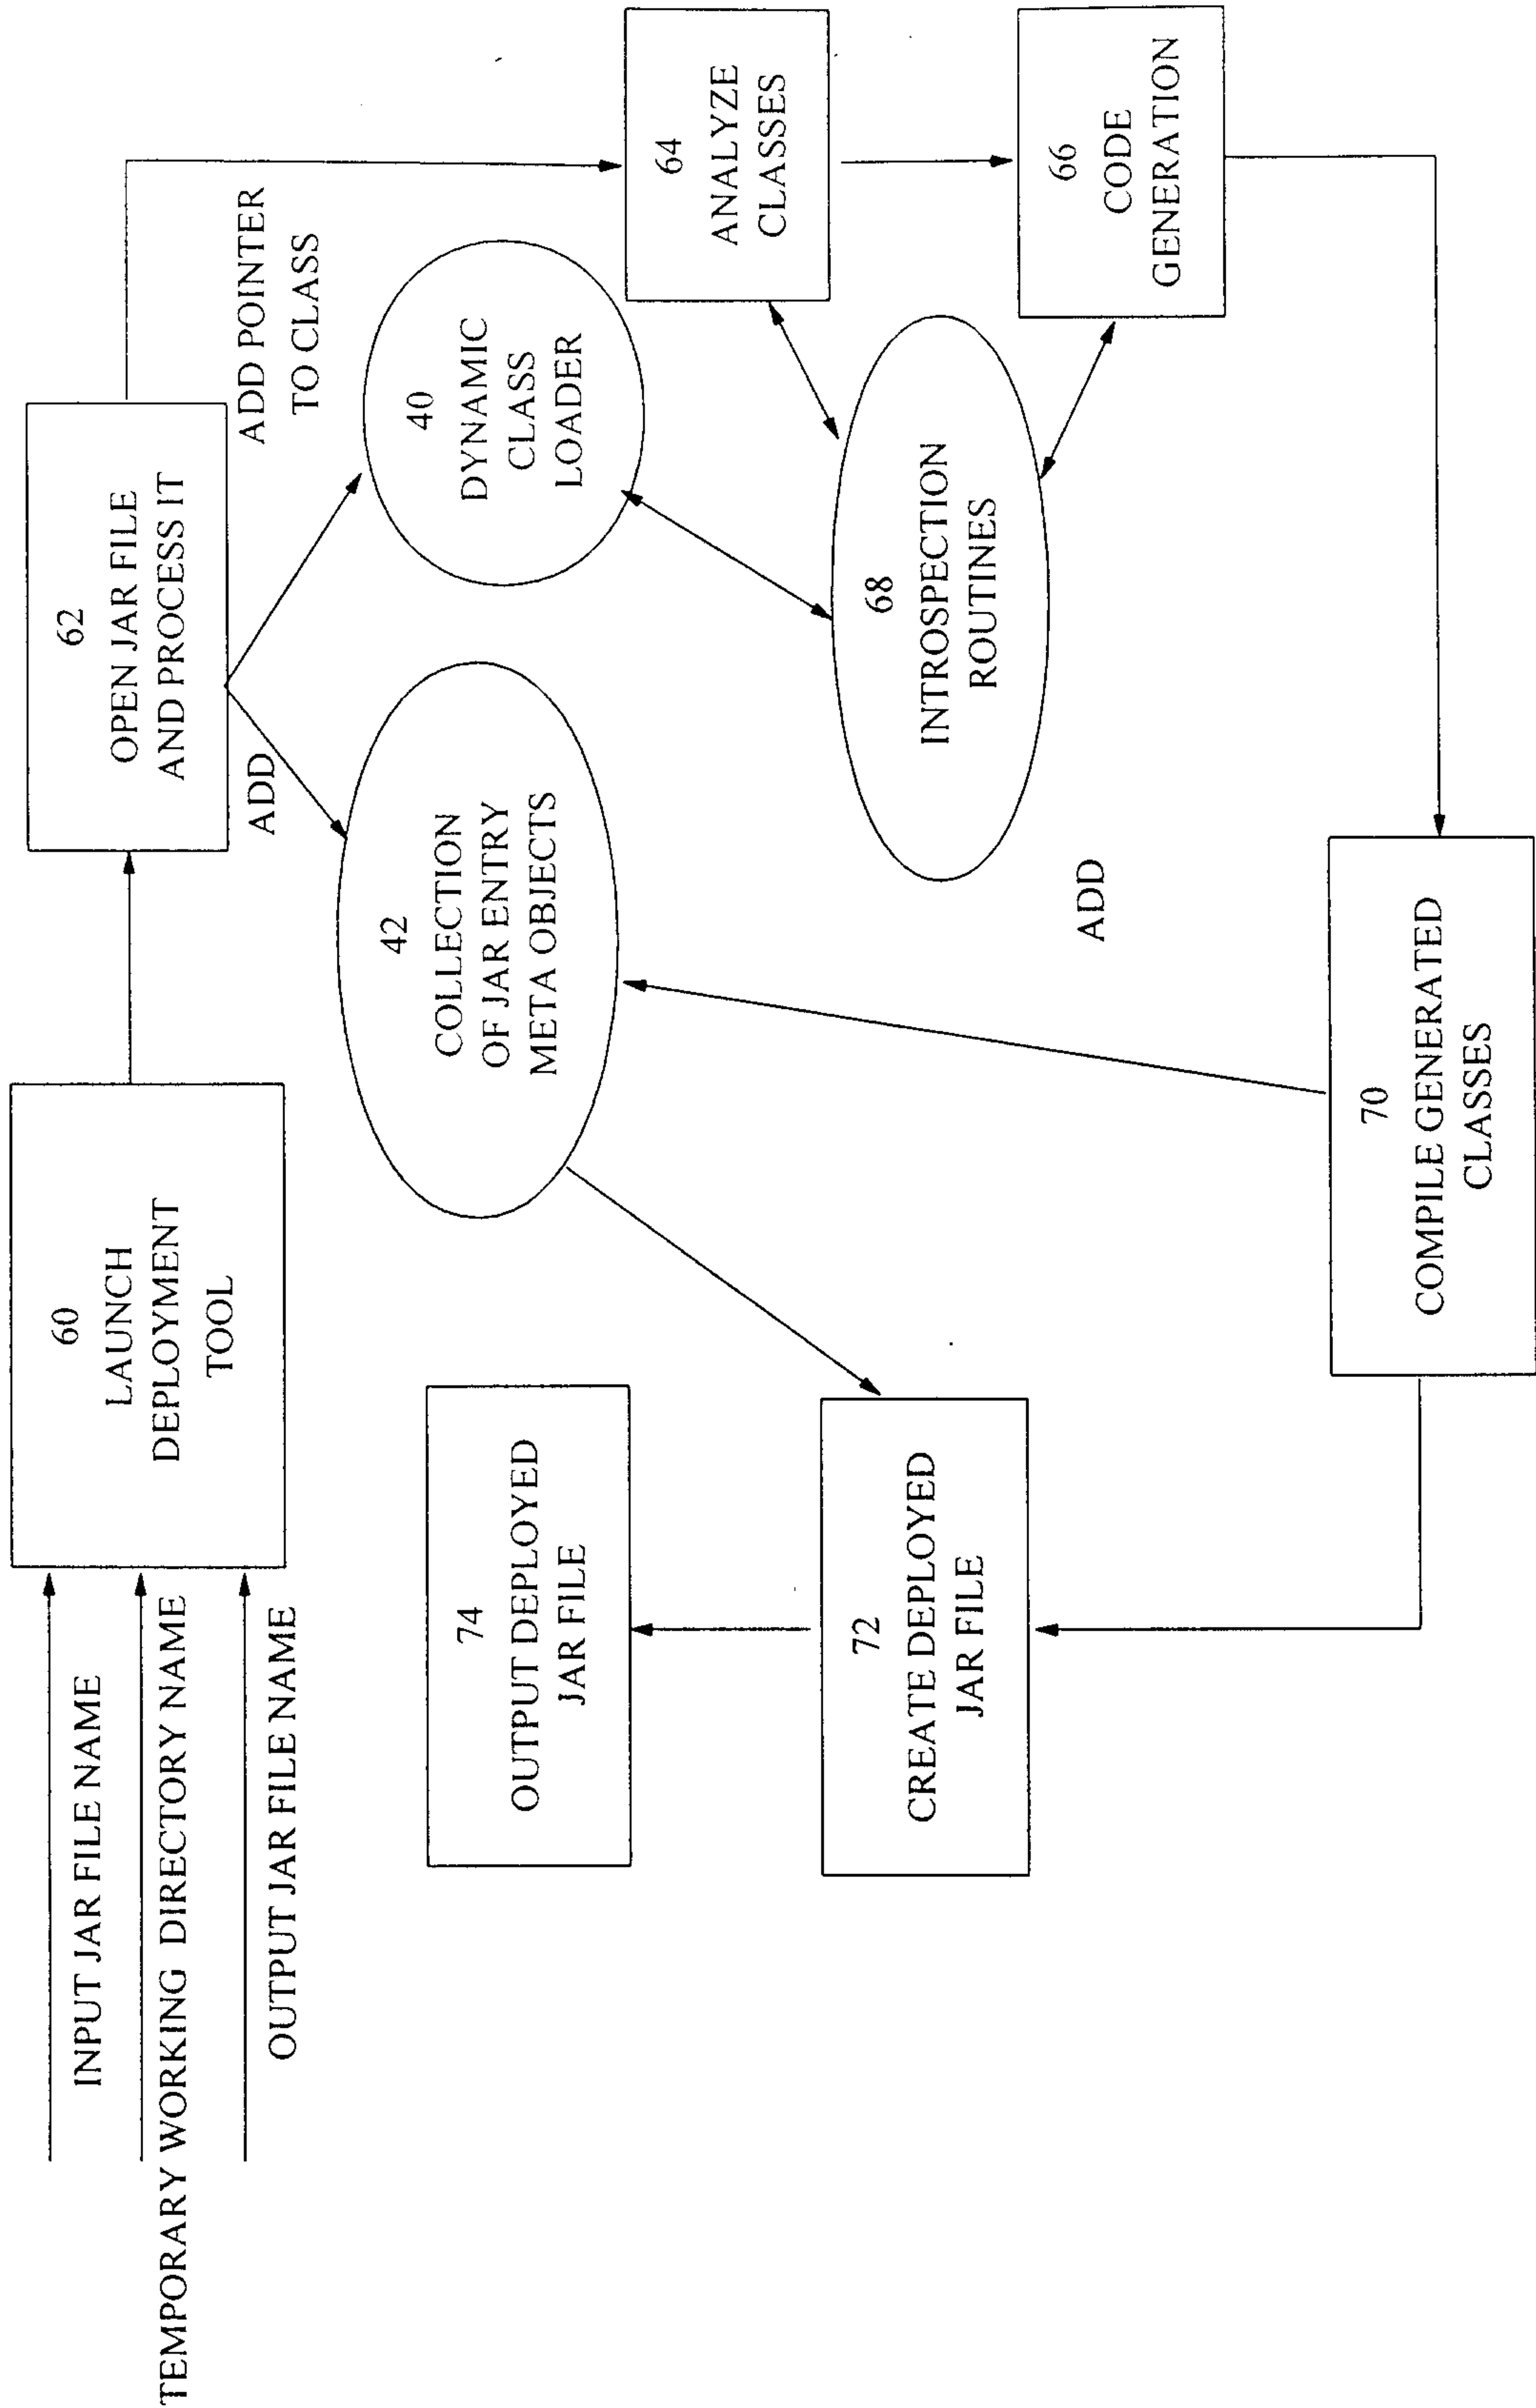 INPUT JAR FILE NAME
TEMPORARY WORKING DIRECTORY NAME
OUTPUT JAR FILE NAME
60
LAUNCH
DEPLOYMENT
TOOL
62
OPEN JAR FILE
AND PROCESS IT
ADD
ADD POINTER
TO CLASS
42
COLLECTION
OF JAR ENTRY
META OBJECTS
40
DYNAMIC
CLASS
LOADER
64
ANALYZE
CLASSES
74
OUTPUT DEPLOYED
JAR FILE
68
INTROSPECTION
ROUTINES
66
CODE
GENERATION
72
CREATE DEPLOYED
JAR FILE
ADD
70
COMPILE GENERATED
CLASSES